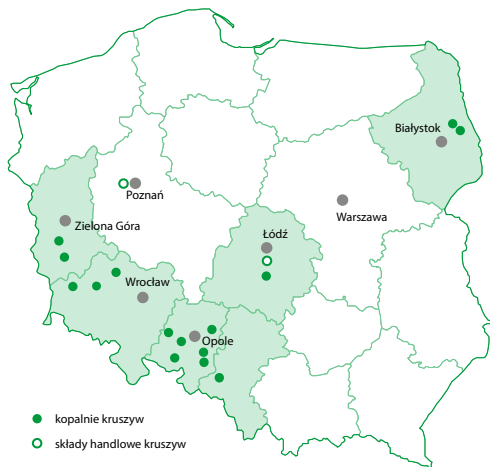 Białystok
Poznań
Warszawa
Zielona Góra
Łódź
Wrocław
Opole
kopalnie kruszyw
składy handlowe kruszyw